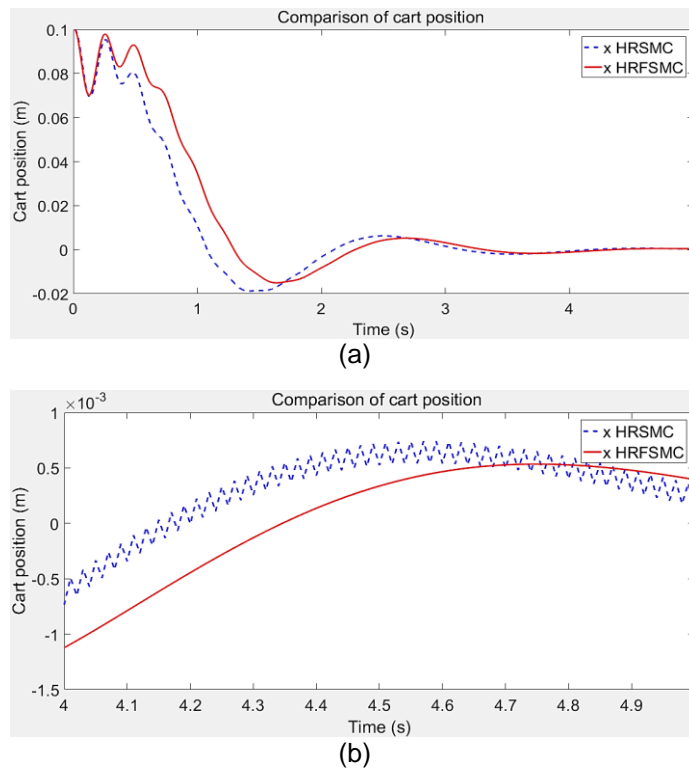 Comparison of cart position
x HRSMC
x HRFSMC
0.1
0.08
0.06
0.04
0.02
0
-0.02
Cart position (m)
0 1 2 3 4
Time (s)
(a)
×10-3
Comparison of cart position
x HRSMC
x HRFSMC
1
0.5
0
-0.5
-1
-1.5
Cart position (m)
4 4.1 4.2 4.3 4.4 4.5 4.6 4.7 4.8 4.9
Time (s)
(b)